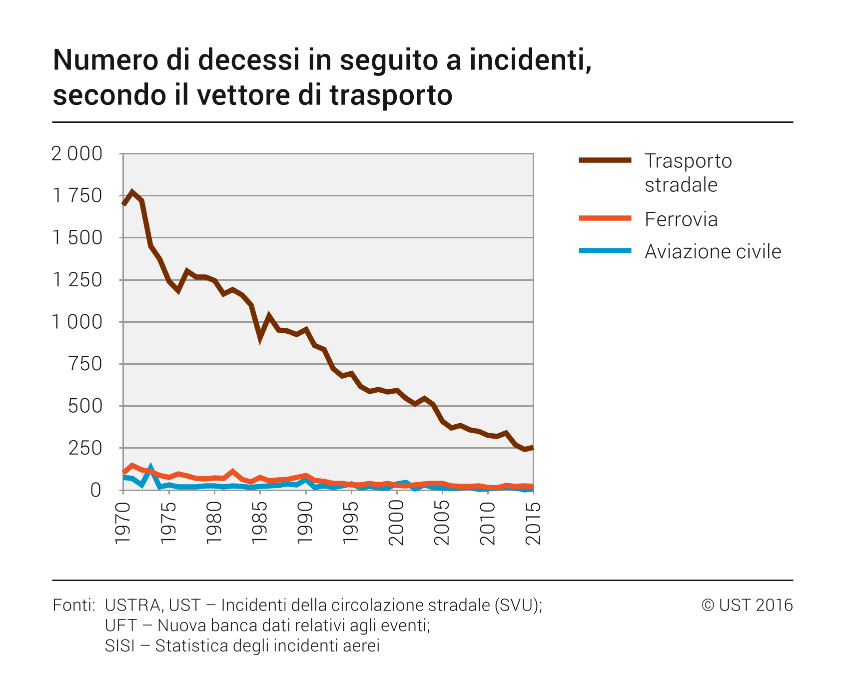 Numero di decessi in seguito a incidenti,
secondo il vettore di trasporto
2 000
1 750
1 500
1 250
1 000
750
500
250
0
1970
1975
1980
1985
1990
1995
2000
2005
2010
2015
Trasporto
stradale
Ferrovia
Aviazione civile
Fonti: USTRA, UST – Incidenti della circolazione stradale (SVU);
UFT – Nuova banca dati relativi agli eventi;
SISI – Statistica degli incidenti aerei
© UST 2016